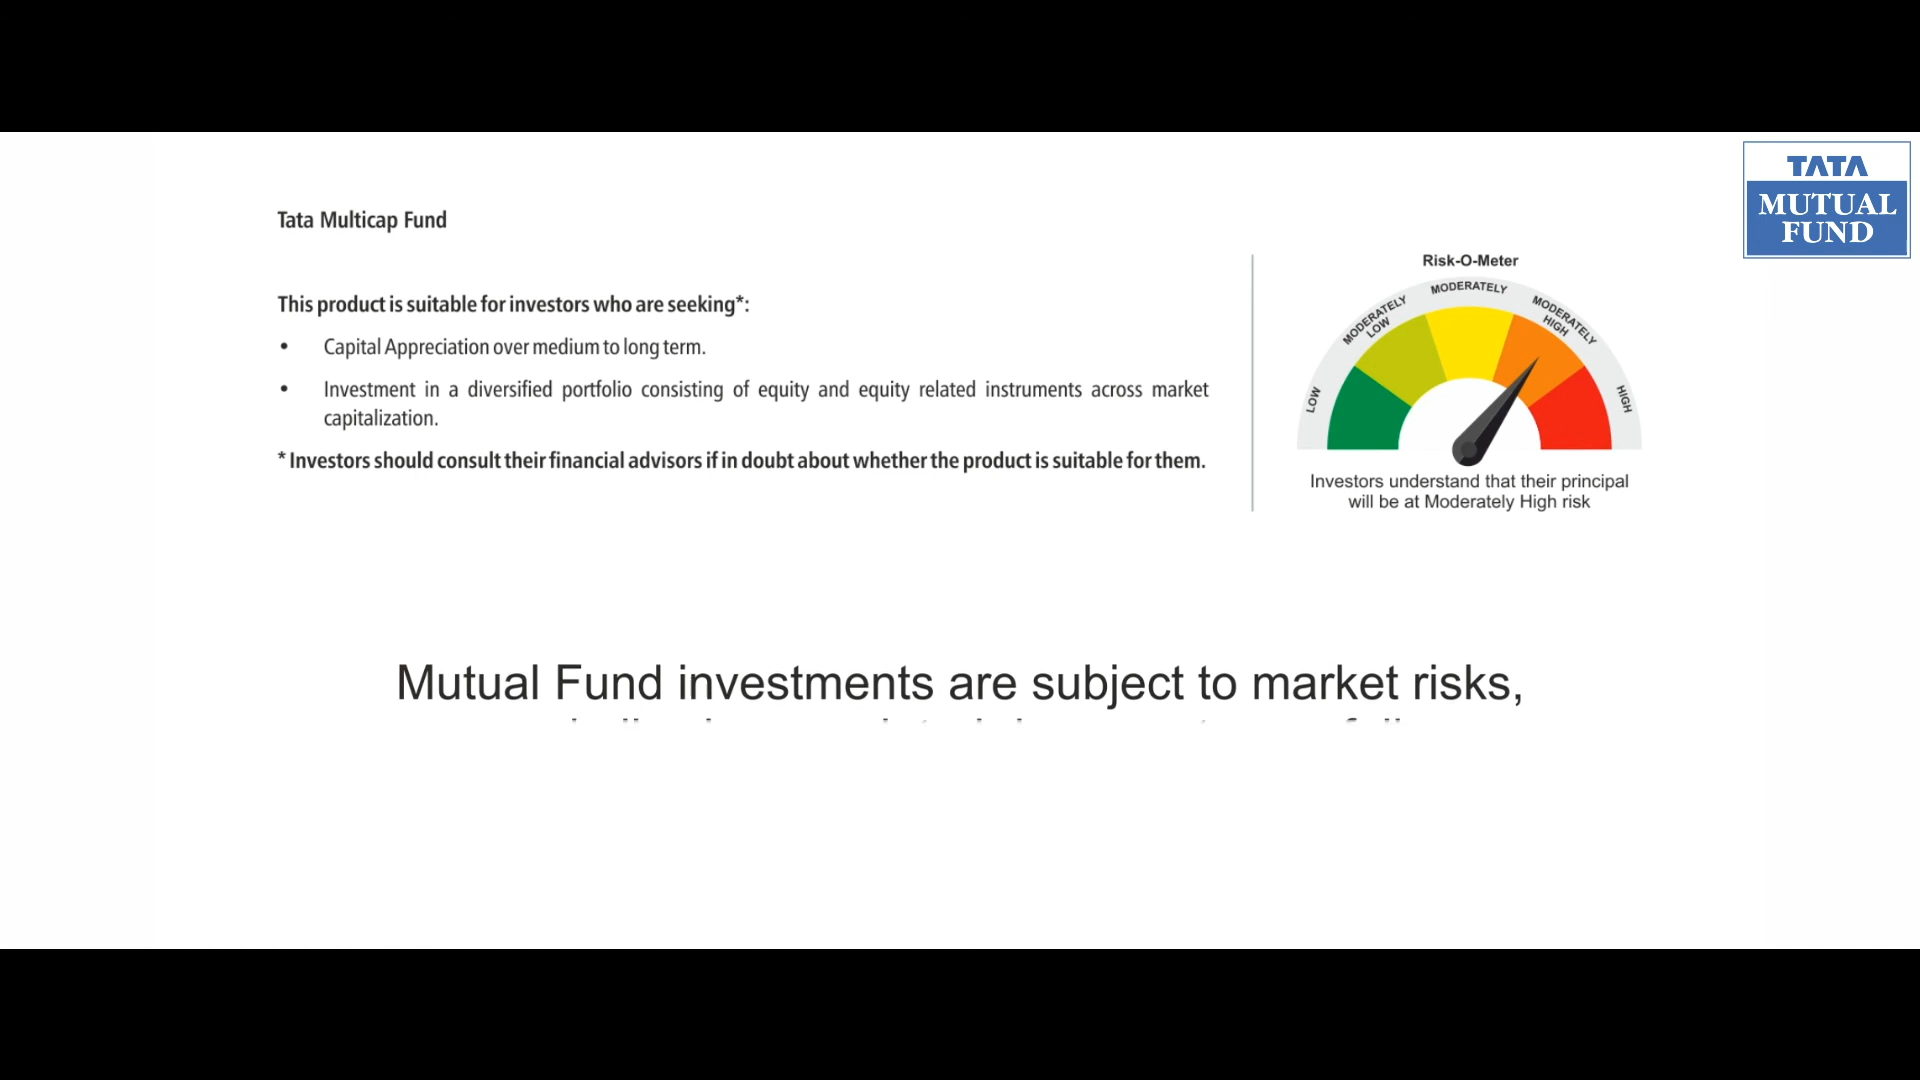 TATA
MUTUAL
FUND
Tata Multicap Fund
This product is suitable for investors who are seeking*:
• Capital Appreciation over medium to long term.
• Investment in a diversified portfolio consisting of equity and equity related instruments across market
capitalization.
* Investors should consult their financial advisors if in doubt about whether the product is suitable for them.
Risk-O-Meter
LOW
MODERATELY
LOW
MODERATELY
MODERATELY
HIGH
HIGH
Investors understand that their principal
will be at Moderately High risk
Mutual Fund investments are subject to market risks,